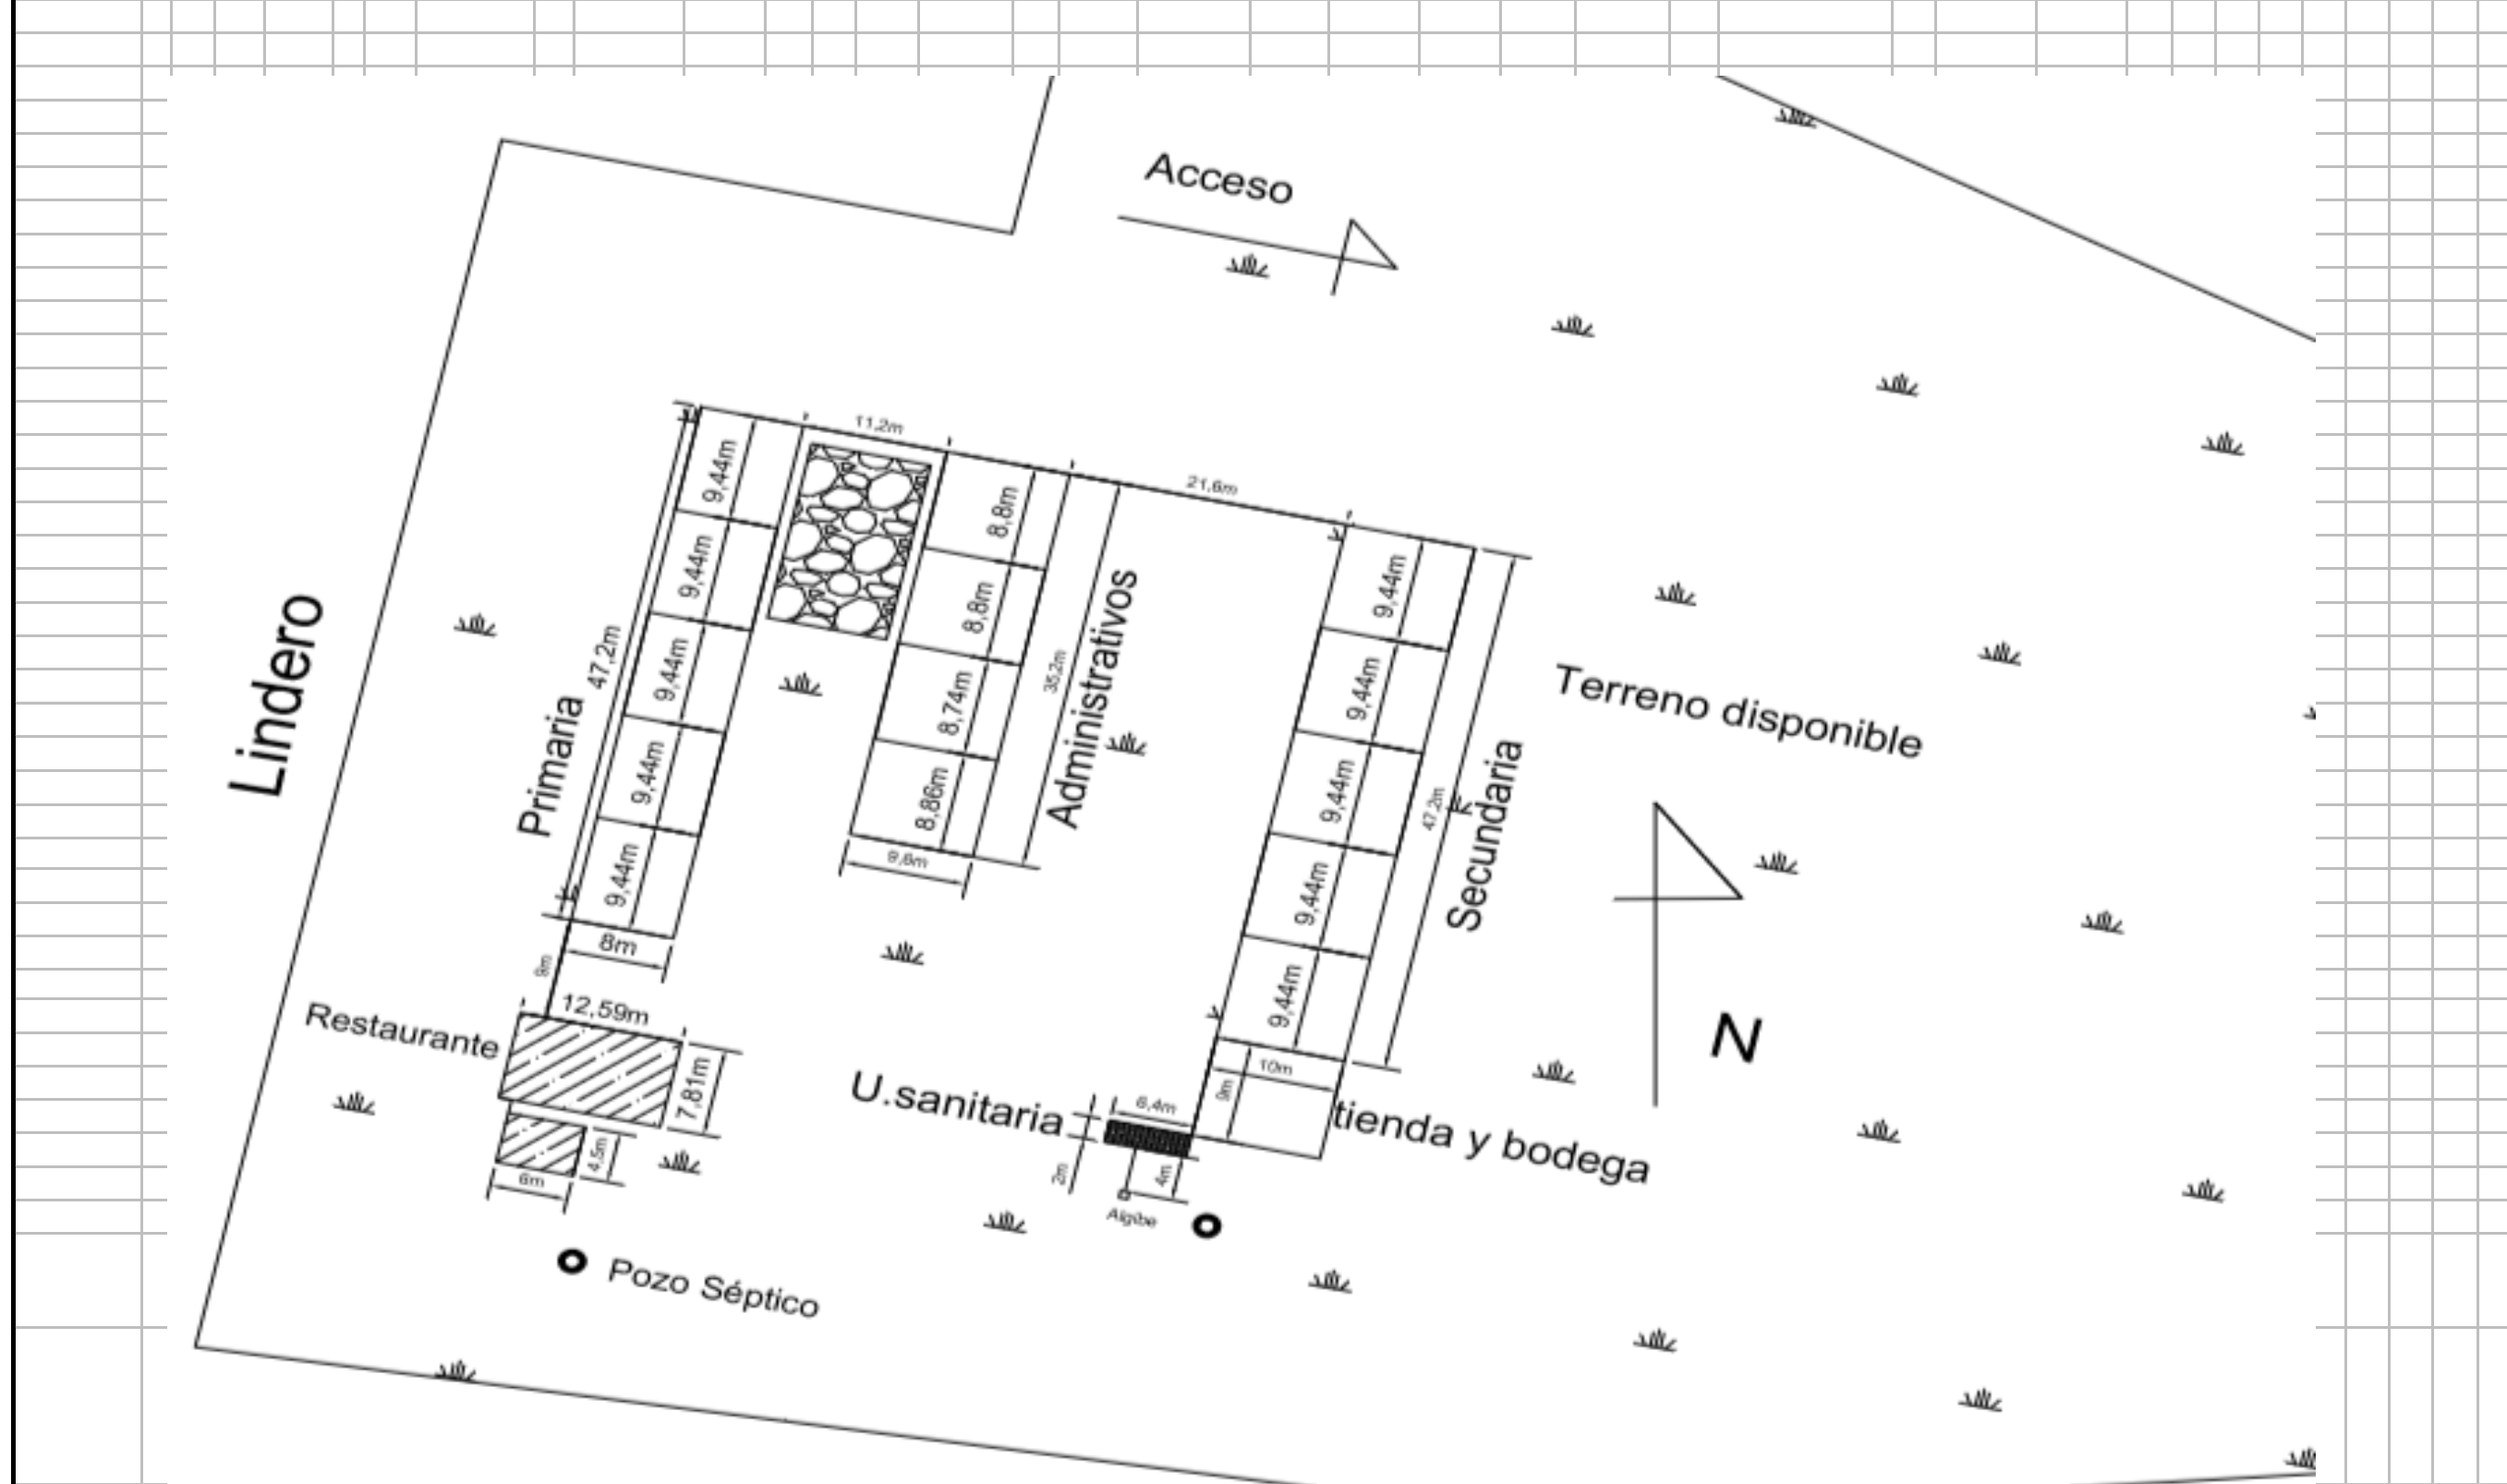 Acceso
11,2m
21,6m
9,44m
9,44m
9,44m
9,44m
9,44m
47,2m
Primaria
Lindero
8m
9m
8,8m
8,8m
8,74m
8,86m
35,2m
Administrativos
9,6m
9,44m
9,44m
9,44m
9,44m
9,44m
47,2m
Secundaria
Terreno disponible
N
10m
9m
tienda y bodega
Restaurante
12,59m
7,81m
4,5m
6m
U.sanitaria
6,4m
2m
4m
Algibe
Pozo Séptico